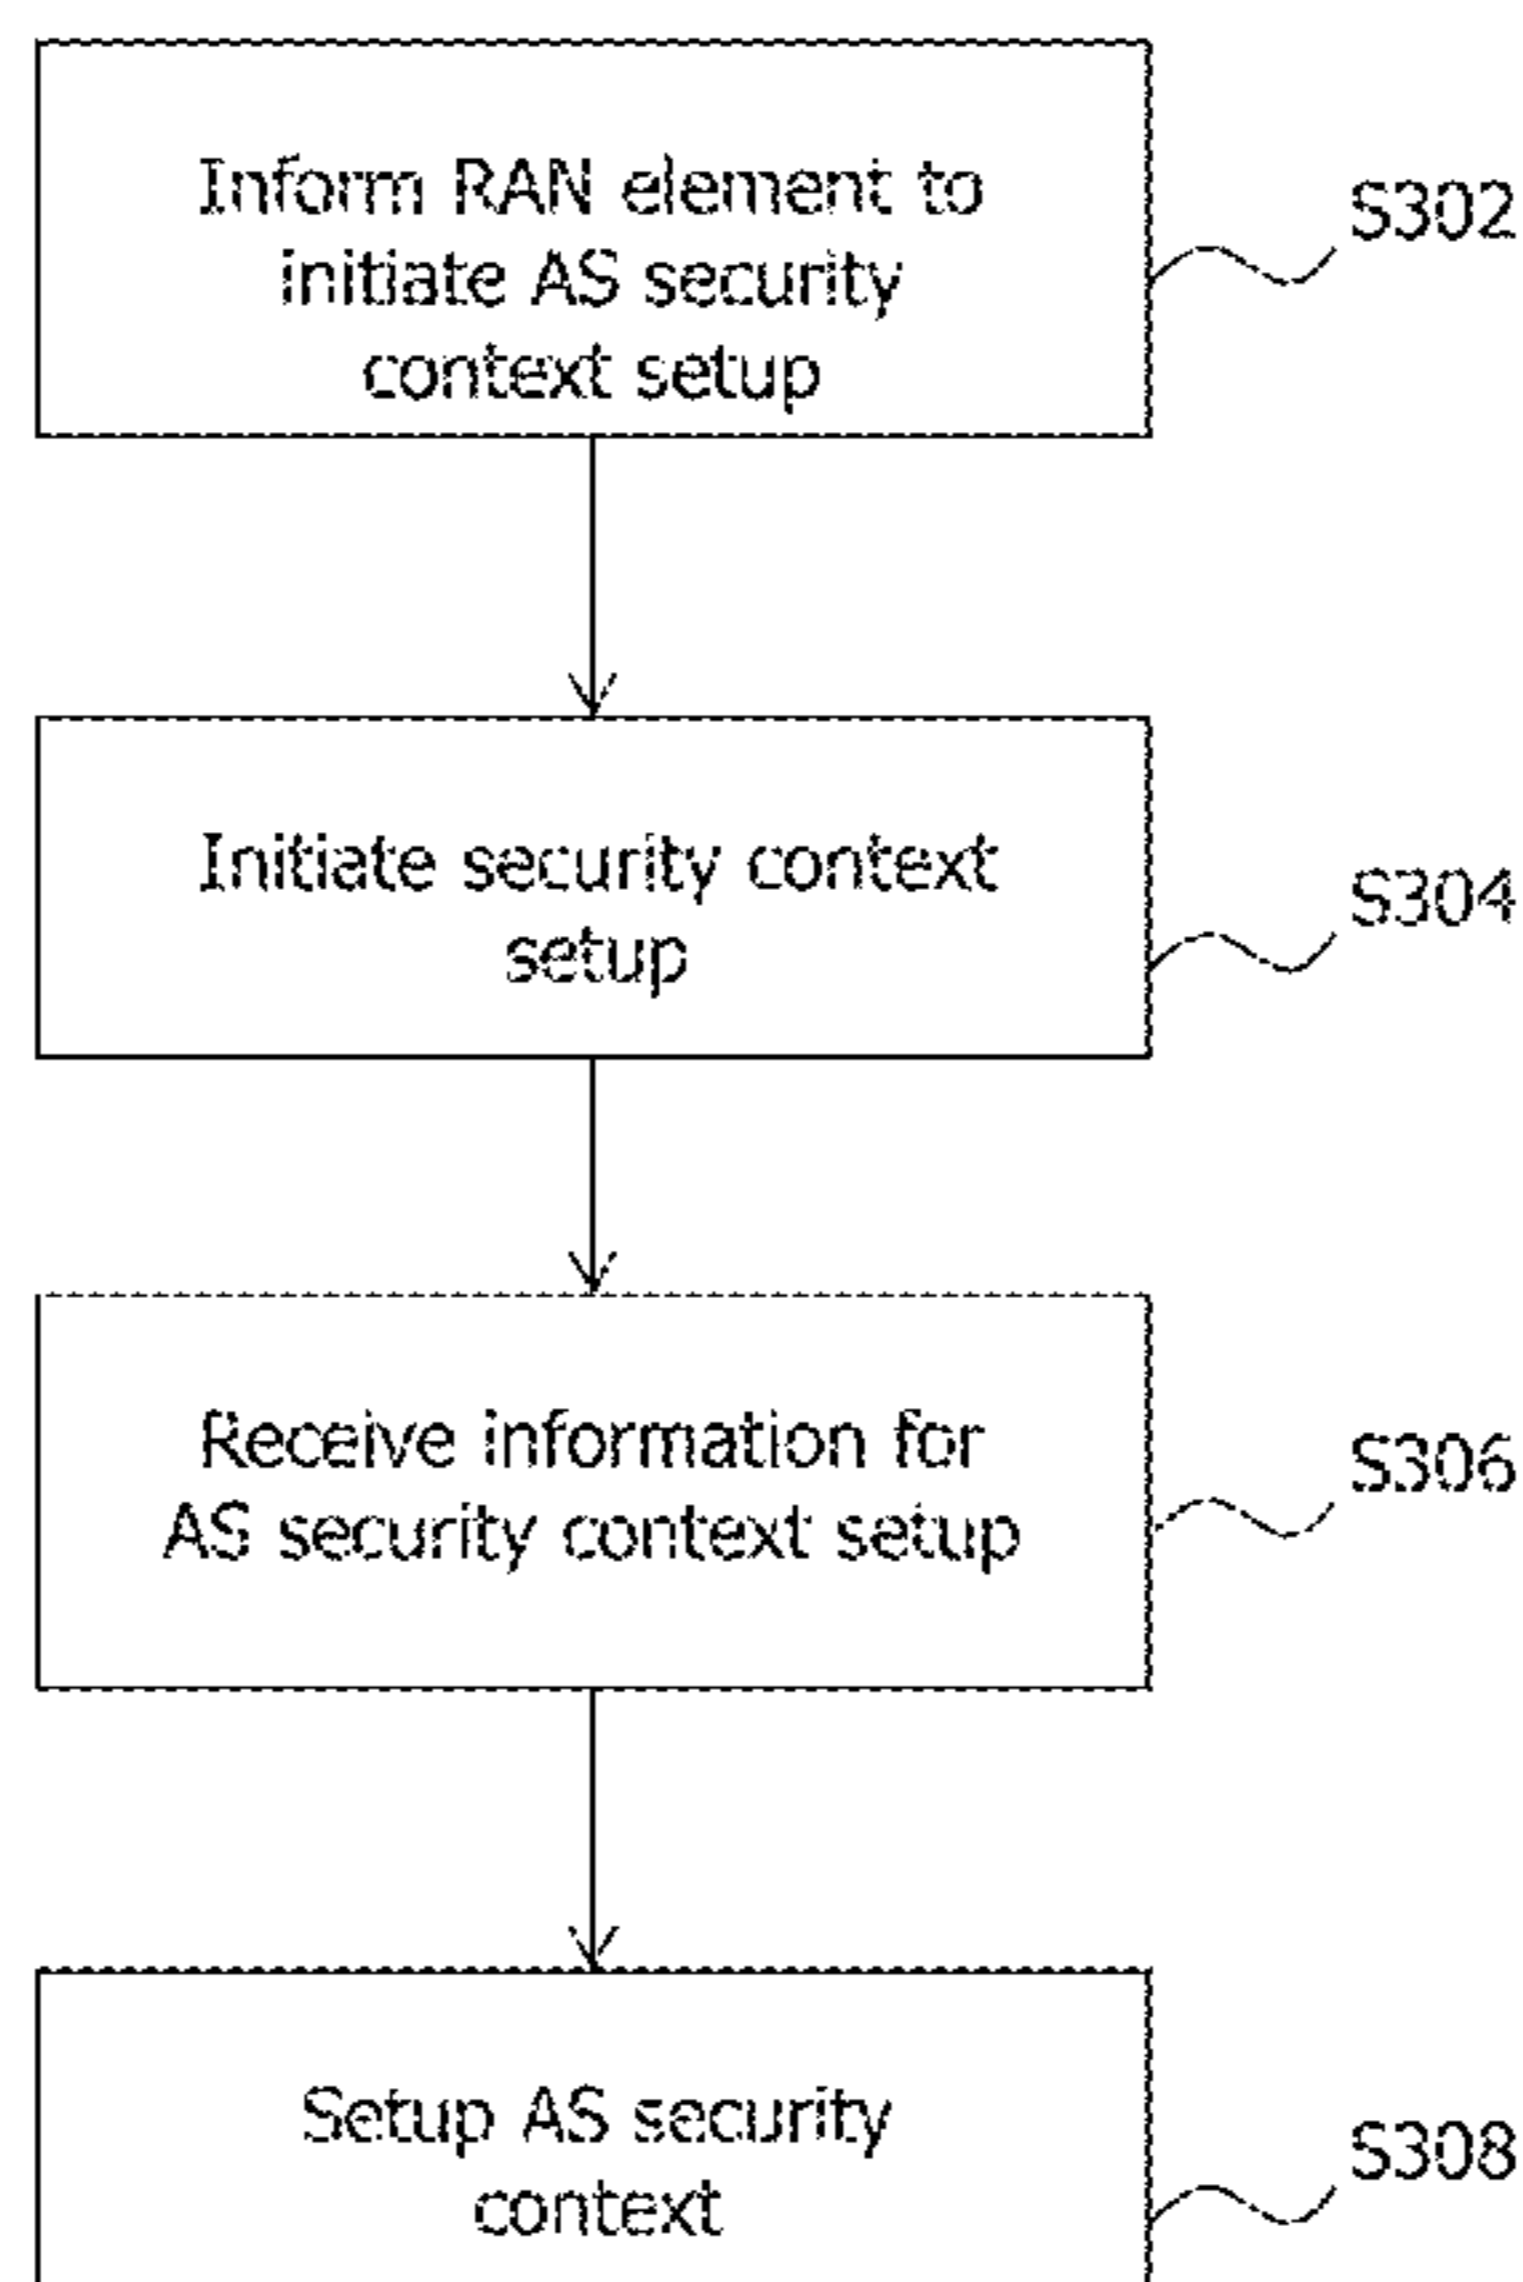 Inform RAN element to
initiate AS security
context setup
S302
Initiate security context
setup
S304
Receive information for
AS security context setup
S306
Setup AS security
context
S308